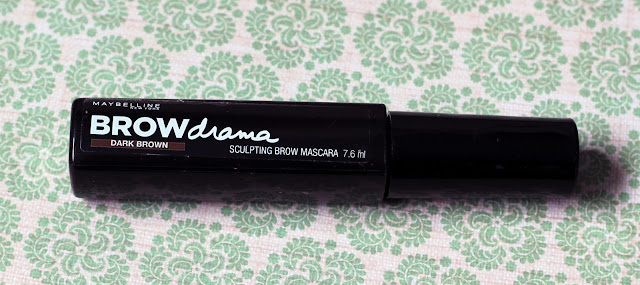 MAYBELLINE
NEW YORK
BROWdrama
DARK BROWN
SCULPTING BROW MASCARA 7.6 ml